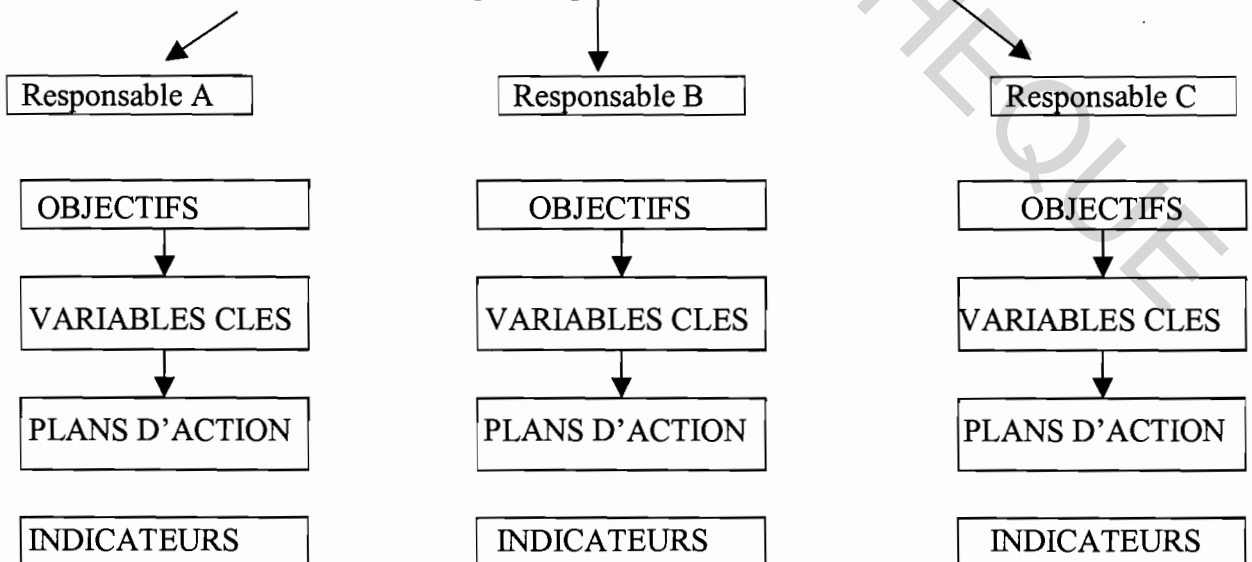 Responsable A Responsable B Responsable C
OBJECTIFS OBJECTIFS OBJECTIFS
VARIABLES CLES VARIABLES CLES VARIABLES CLES
PLANS D'ACTION PLANS D'ACTION PLANS D'ACTION
INDICATEURS INDICATEURS INDICATEURS